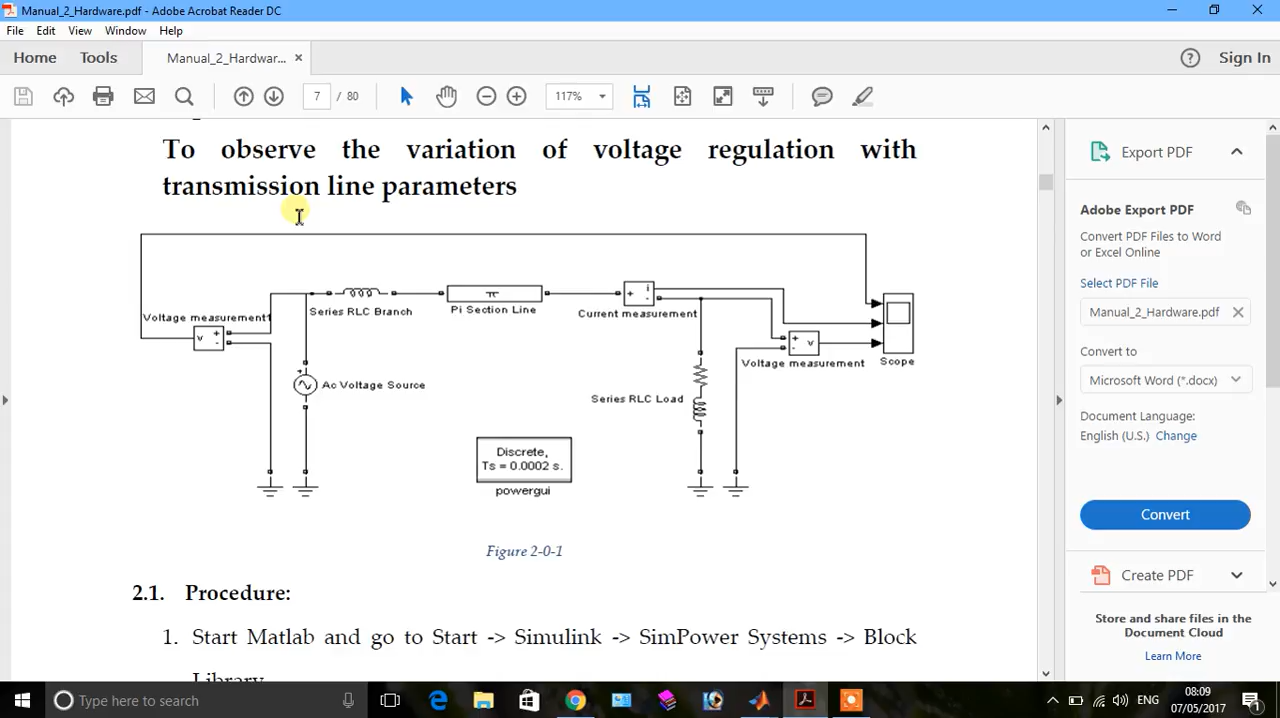 Manual_2_Hardware.pdf - Adobe Acrobat Reader DC
File Edit View Window Help
Home Tools Manual_2_Hardwar... × Sign In
7 / 80 117%
To observe the variation of voltage regulation with
transmission line parameters
Series RLC Branch
Pi Section Line
Current measurement
Voltage measurement1
Voltage measurement
Scope
Ac Voltage Source
Series RLC Load
Discrete,
Ts = 0.0002 s.
powergui
Figure 2-0-1
2.1. Procedure:
1. Start Matlab and go to Start -> Simulink -> SimPower Systems -> Block
Library
Export PDF
Adobe Export PDF
Convert PDF Files to Word
or Excel Online
Select PDF File
Manual_2_Hardware.pdf
Convert to
Microsoft Word (*.docx)
Document Language:
English (U.S.) Change
Convert
Create PDF
Store and share files in the
Document Cloud
Learn More
Type here to search
ENG
08:09
07/05/2017